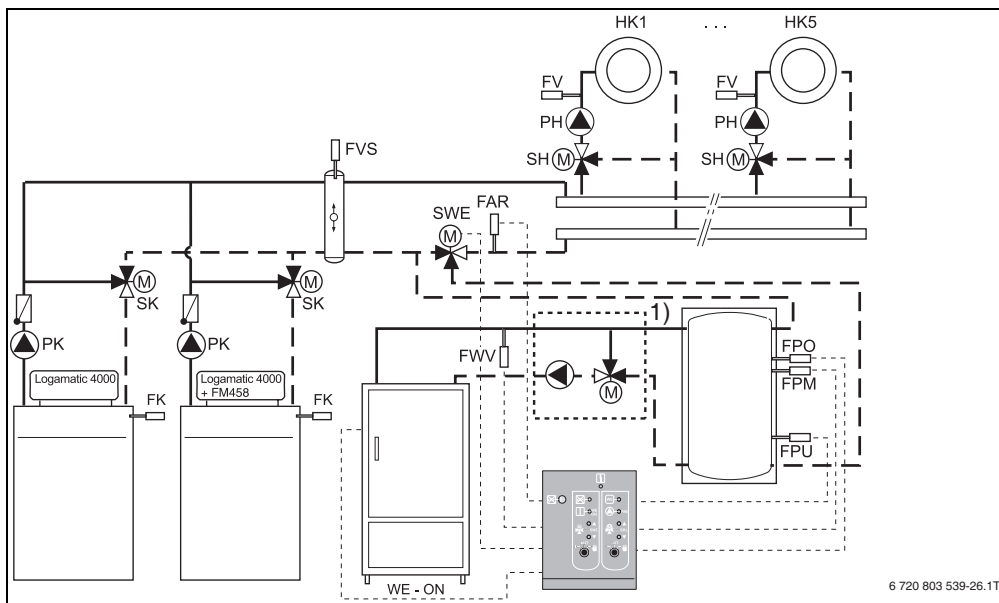 HK1 . . . HK5
FV FV
PH PH
FVS
SH M SH M
SWE FAR
M
M M
SK SK
1)
PK PK
FWV
FPO
FPM
M
Logamatic 4000
Logamatic 4000
+ FM458
FK FK
FPU
WE - ON
6 720 803 539-26.1T